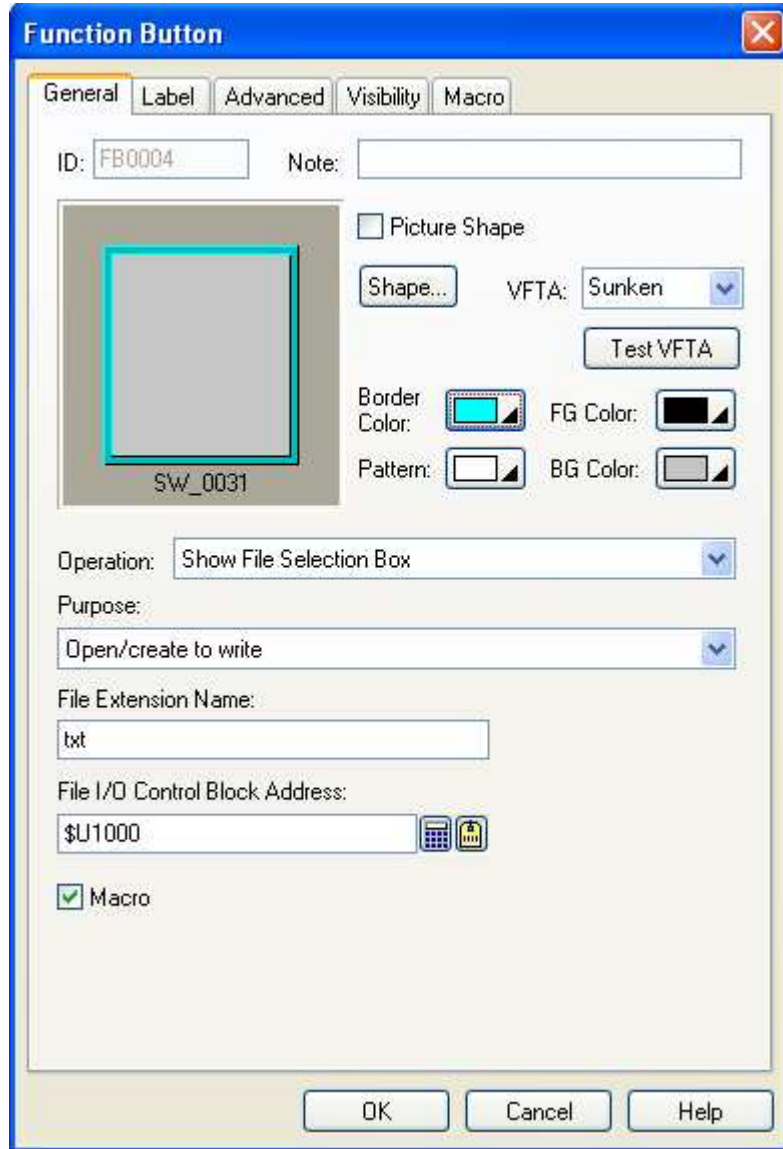 Function Button
General Label Advanced Visibility Macro
ID: FB0004 Note:
Picture Shape
Shape... VFTA: Sunken
Test VFTA
Border Color: FG Color:
Pattern: BG Color:
SW_0031
Operation: Show File Selection Box
Purpose:
Open/create to write
File Extension Name:
txt
File I/O Control Block Address:
$U1000
Macro
OK Cancel Help